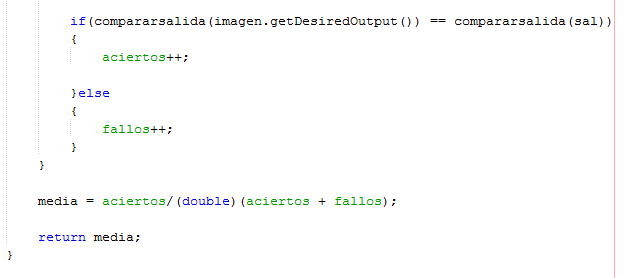 if(compararsalida(imagen.getDesiredOutput()) == compararsalida(sal))
{
aciertos++;
}else
{
fallos++;
}
}
media = aciertos/(double)(aciertos + fallos);
return media;
}